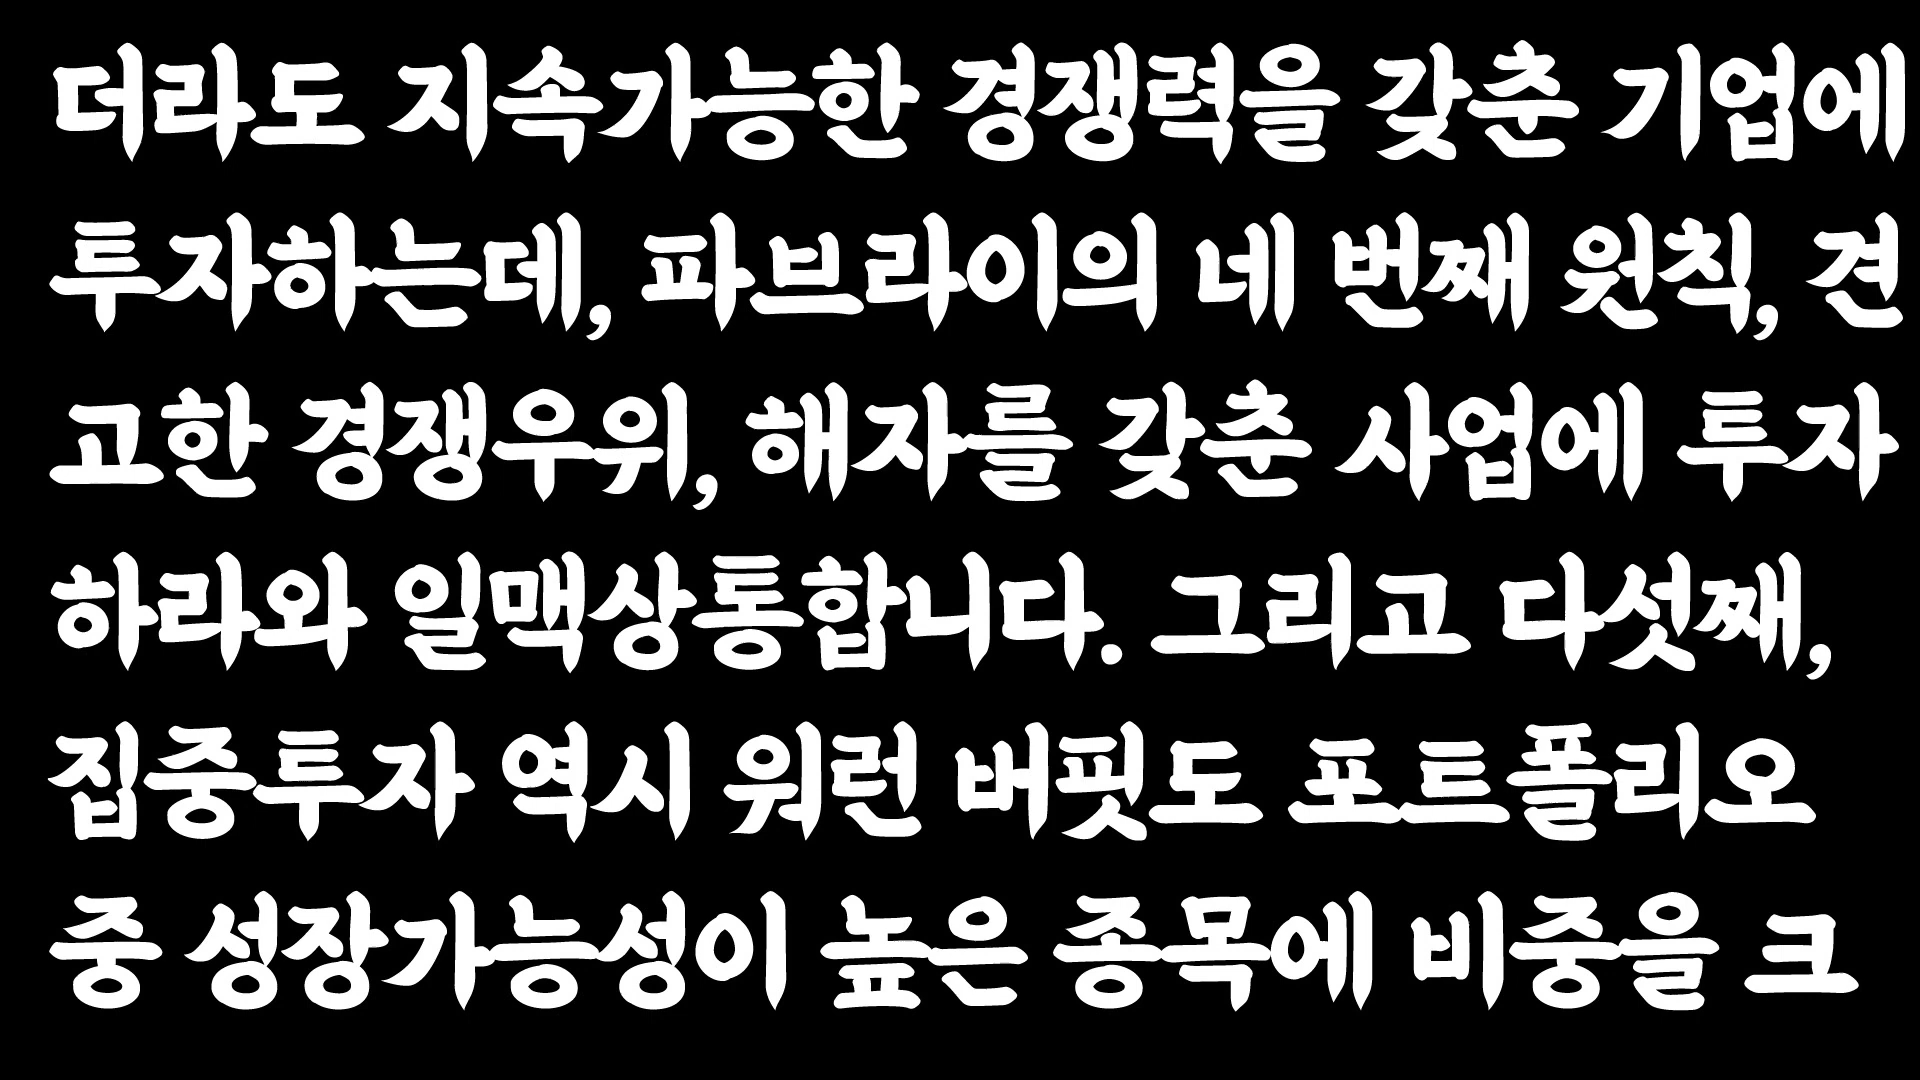 더라도 지속가능한 경쟁력을 갖춘 기업에
투자하는데, 파브라이의 네 번째 원칙, 견
고한 경쟁우위, 해자를 갖춘 사업에 투자
하라와 일맥상통합니다. 그리고 다섯째,
집중투자 역시 워런 버핏도 포트폴리오
중 성장가능성이 높은 종목에 비중을 크